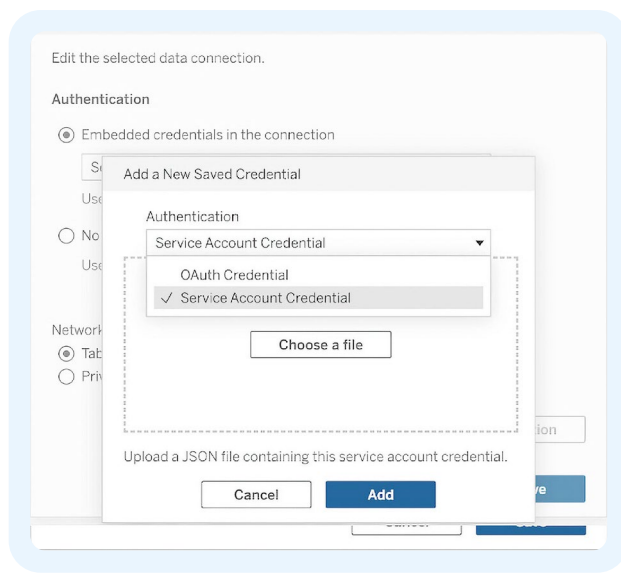 Edit the selected data connection.
Authentication
Embedded credentials in the connection
Add a New Saved Credential
Authentication
Service Account Credential
OAuth Credential
✓ Service Account Credential
Choose a file
No
Upload a JSON file containing this service account credential.
Cancel
Add